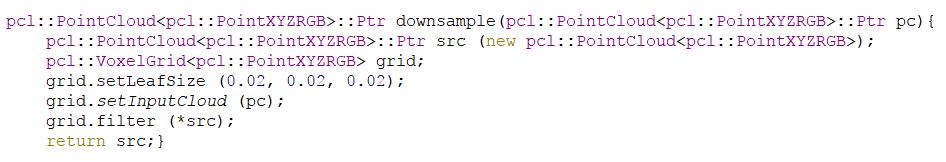 pcl::PointCloud<pcl::PointXYZRGB>::Ptr downsample(pcl::PointCloud<pcl::PointXYZRGB>::Ptr pc){
    pcl::PointCloud<pcl::PointXYZRGB>::Ptr src (new pcl::PointCloud<pcl::PointXYZRGB>);
    pcl::VoxelGrid<pcl::PointXYZRGB> grid;
    grid.setLeafSize (0.02, 0.02, 0.02);
    grid.setInputCloud (pc);
    grid.filter (*src);
    return src;}